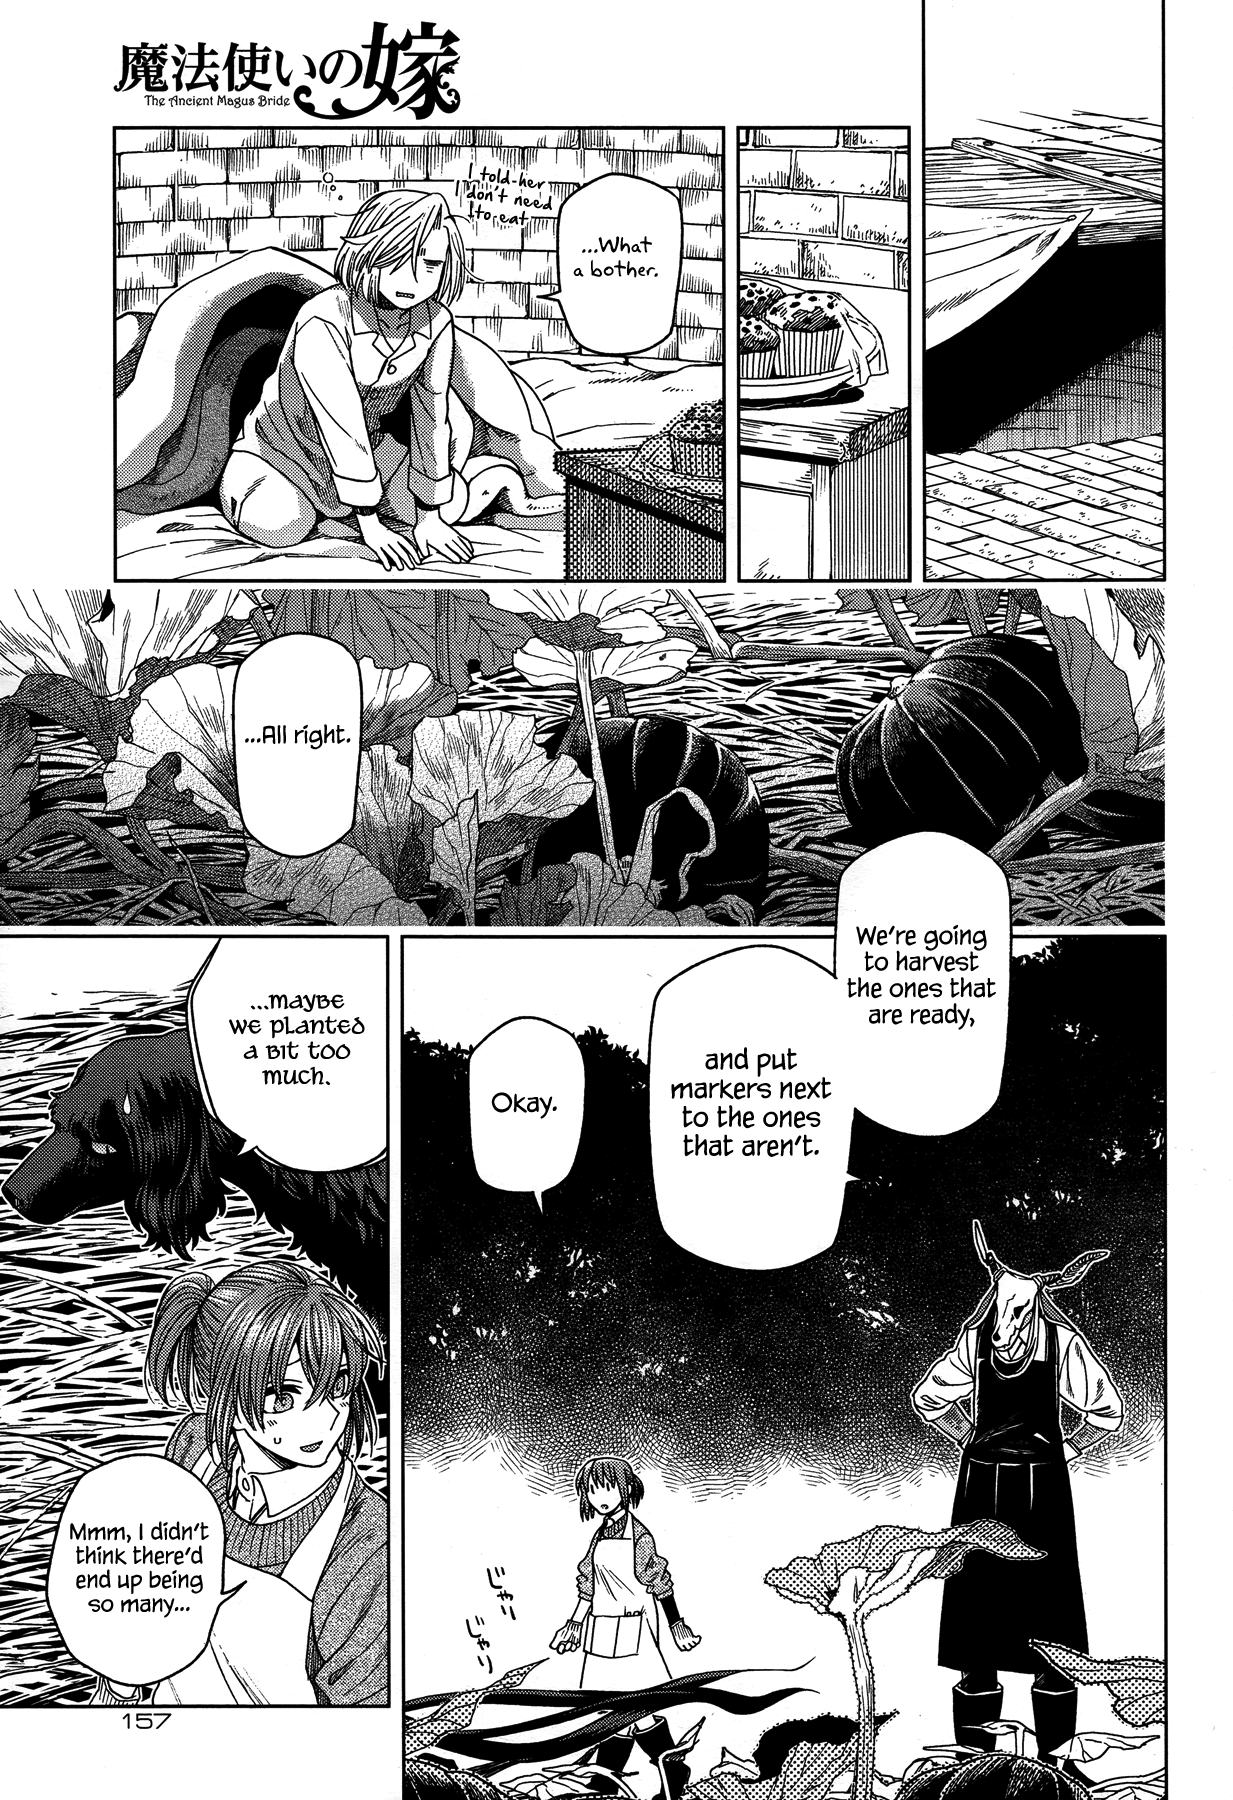 魔法使いの嫁
The Ancient Magus Bride
...What
a bother.
I told her
don't need
to eat
...All right.
We're going
to harvest
the ones that
are ready,
and put
markers next
to the ones
that aren't.
Okay.
じゃり
じゃり
...maybe
we planted
a bit too
much.
Mmm, I didn't
think there'd
end up being
so many...
157